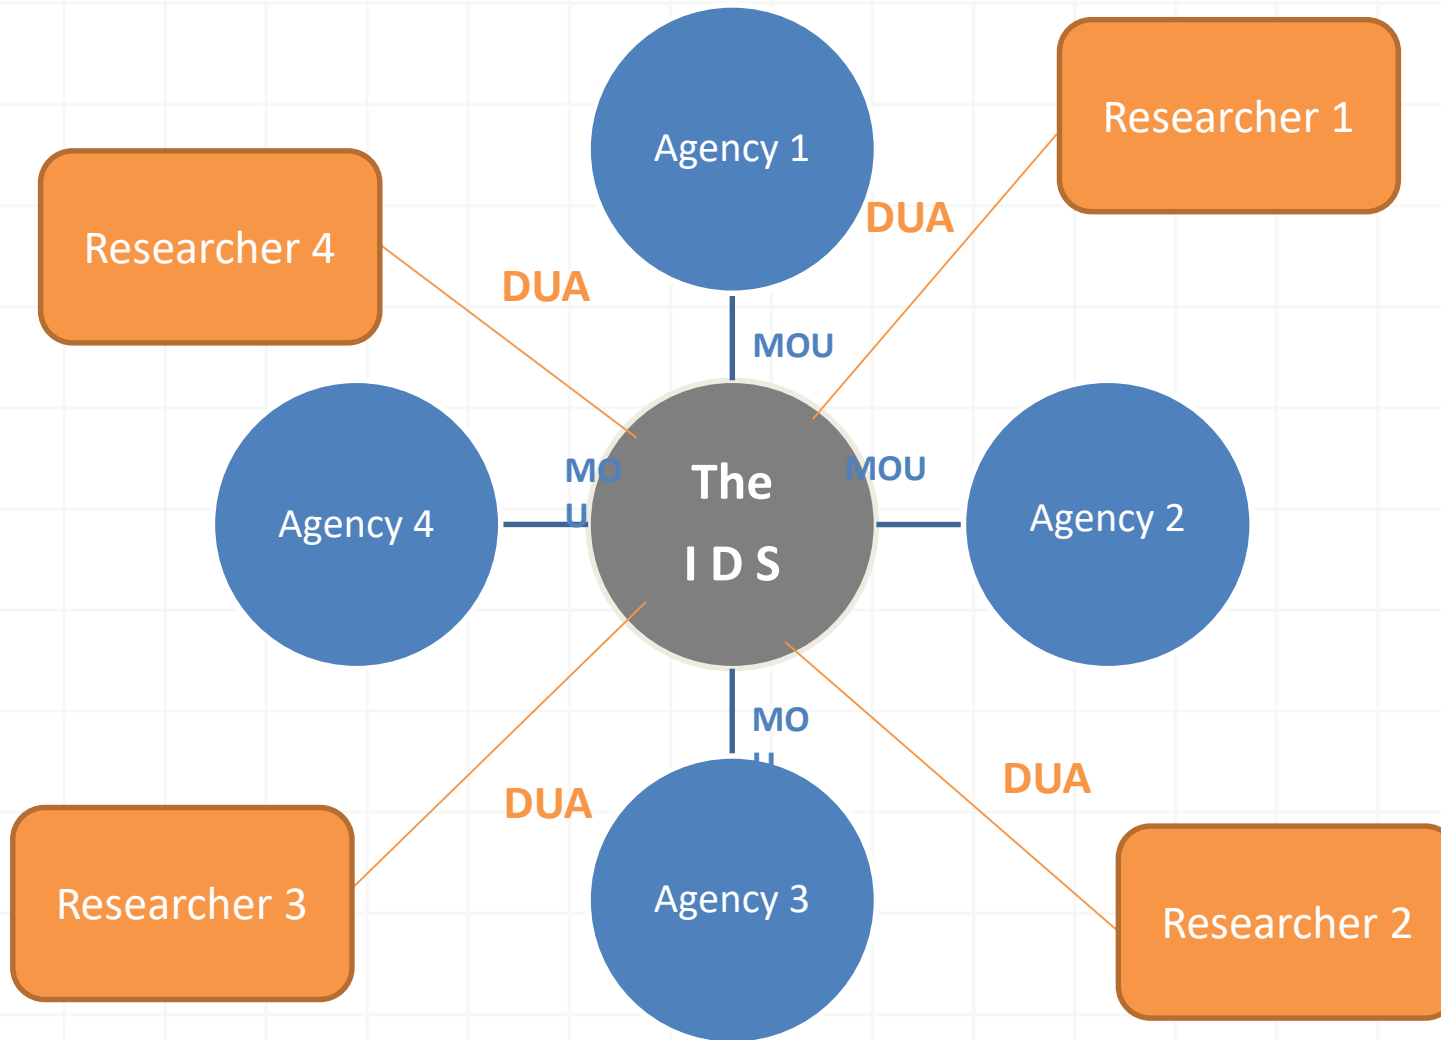 Agency 1
Researcher 1
DUA
Researcher 4
DUA
MOU
The
I D S
MO
U
MOU
Agency 4
Agency 2
MO
U
DUA
DUA
Researcher 3
Agency 3
Researcher 2